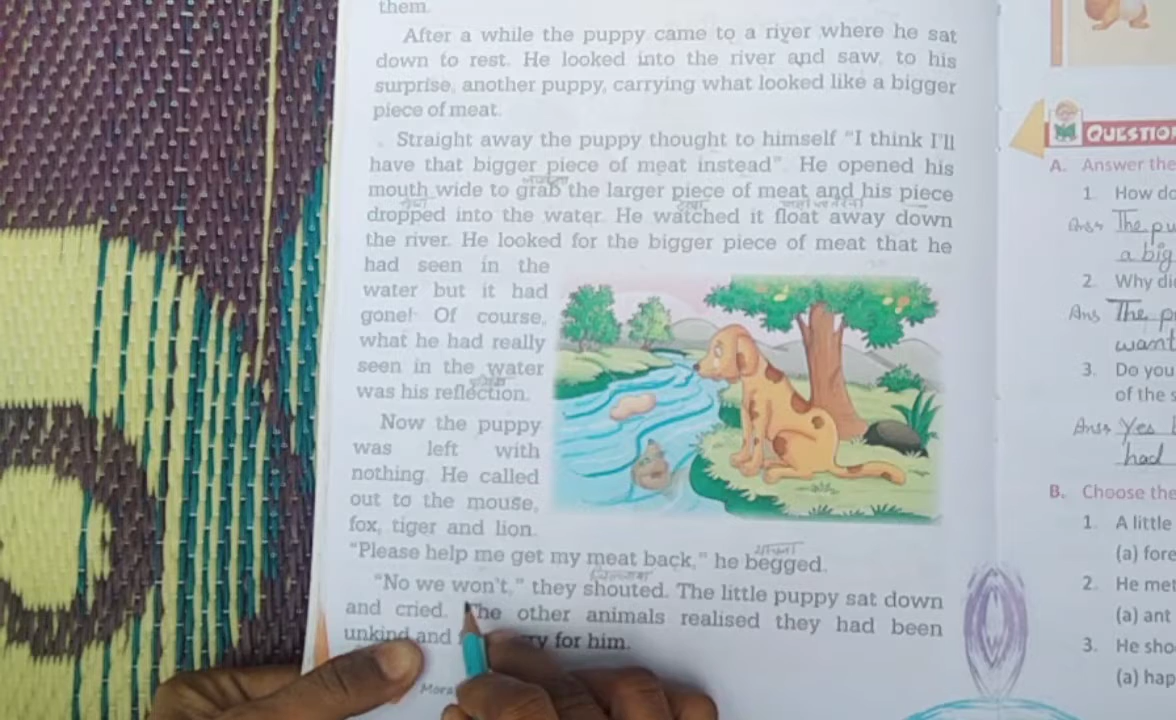 them.
After a while the puppy came to a river where he sat
down to rest. He looked into the river and saw, to his
surprise, another puppy, carrying what looked like a bigger
piece of meat.
Straight away the puppy thought to himself "I think I'll
have that bigger piece of meat instead". He opened his
mouth wide to grab the larger piece of meat and his piece
dropped into the water. He watched it float away down
the river. He looked for the bigger piece of meat that he
had seen in the
water but it had
gone! Of course,
what he had really
seen in the water
was his reflection.
Now the puppy
was left with
nothing. He called
out to the mouse,
fox, tiger and lion.
"Please help me get my meat back," he begged.
"No we won't," they shouted. The little puppy sat down
and cried. The other animals realised they had been
unkind and for him.
QUESTIO
A. Answer the
1. How d
Ans The pu
a big
2. Why di
Ans The p
want
3. Do you
of the s
Ans Yes
had
B. Choose the
1. A little
(a) fore
2. He met
(a) ant
3. He sho
(a) hap